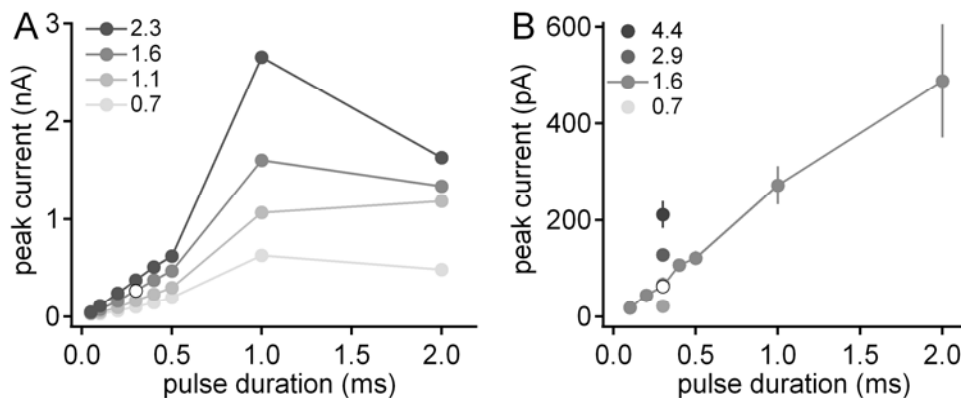 A
3
2
1
0
peak current (nA)
2.3
1.6
1.1
0.7
0.0 0.5 1.0 1.5 2.0
pulse duration (ms)
B
600
400
200
0
peak current (pA)
4.4
2.9
1.6
0.7
0.0 0.5 1.0 1.5 2.0
pulse duration (ms)